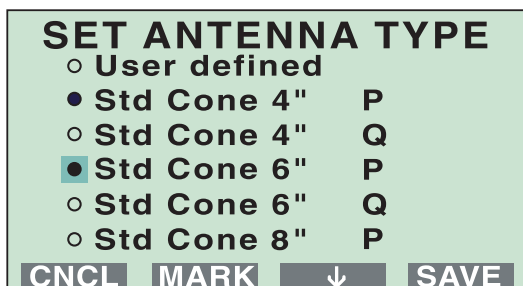 SET ANTENNA TYPE
○ User defined
● Std Cone 4" P
○ Std Cone 4" Q
● Std Cone 6" P
○ Std Cone 6" Q
○ Std Cone 8" P
CNCL MARK ↓ SAVE